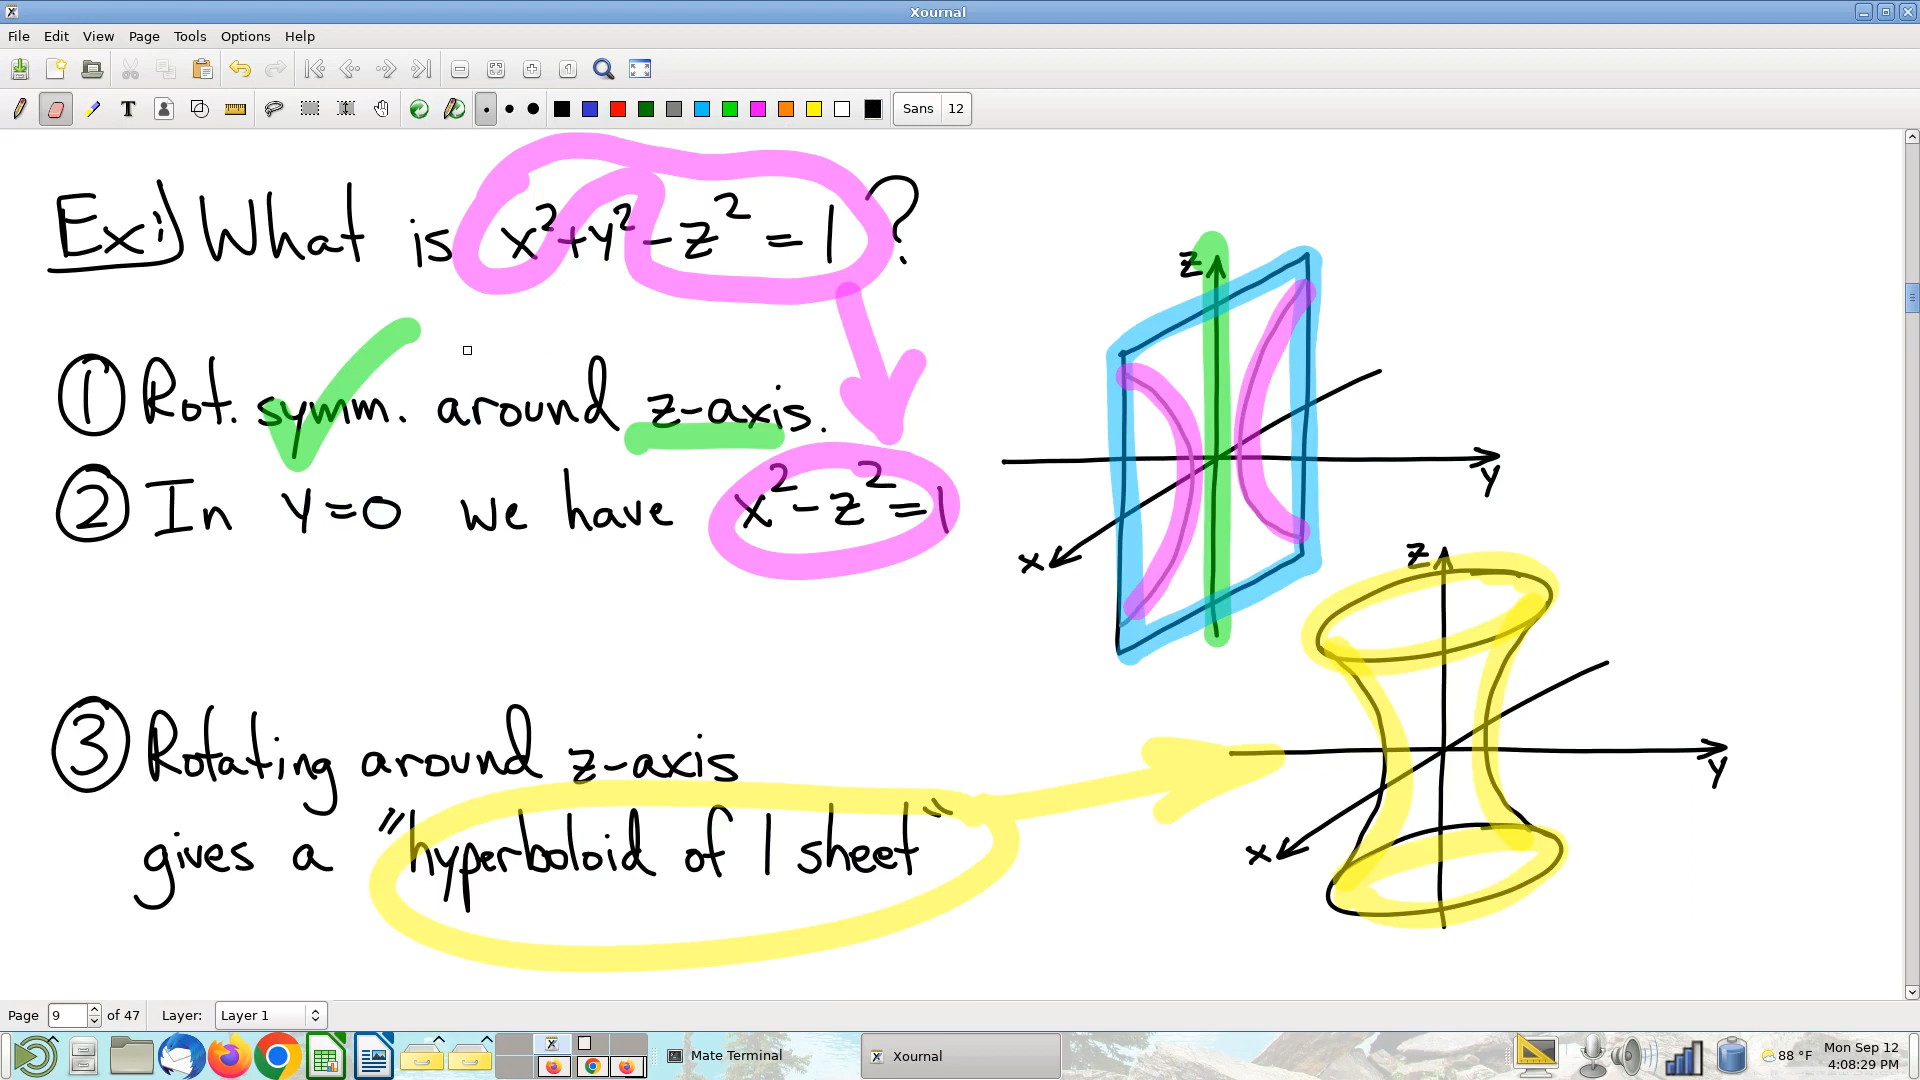 Xournal
File Edit View Page Tools Options Help
Sans 12
Ex:) What is x²+y²-z²=1?
① Rot. symm. around z-axis.
② In y=0 we have x²-z²=1
③ Rotating around z-axis
gives a "hyperboloid of 1 sheet"
z
y
x
z
y
x
Page 9 of 47 Layer: Layer 1
Mate Terminal
Xournal
88 °F
Mon Sep 12
4:08:29 PM